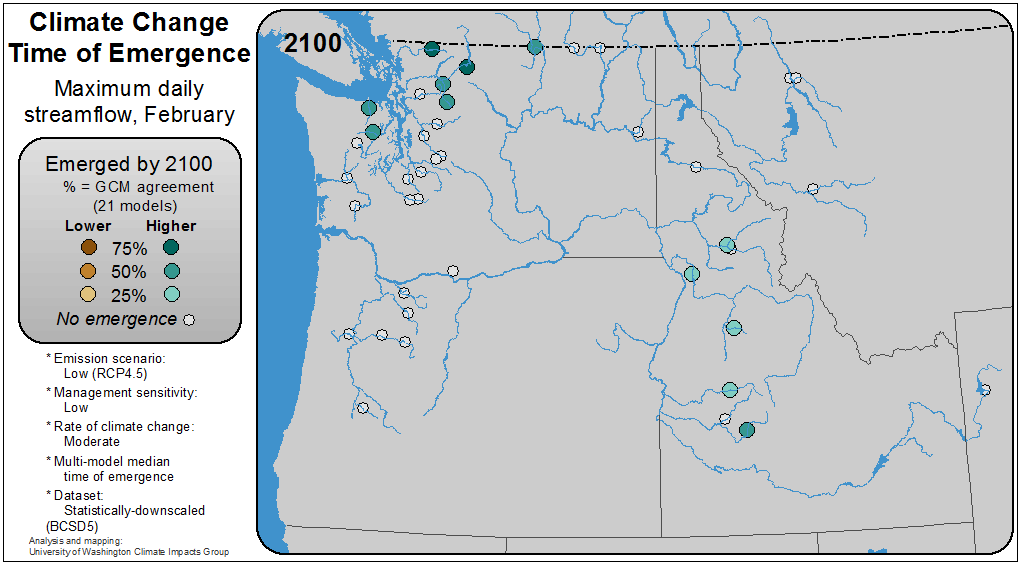 Climate Change
Time of Emergence
Maximum daily
streamflow, February
Emerged by 2100
% = GCM agreement
(21 models)
Lower Higher
75%
50%
25%
No emergence
* Emission scenario:
Low (RCP4.5)
* Management sensitivity:
Low
* Rate of climate change:
Moderate
* Multi-model median
time of emergence
* Dataset:
Statistically-downscaled
(BCSD5)
Analysis and mapping:
University of Washington Climate Impacts Group
2100